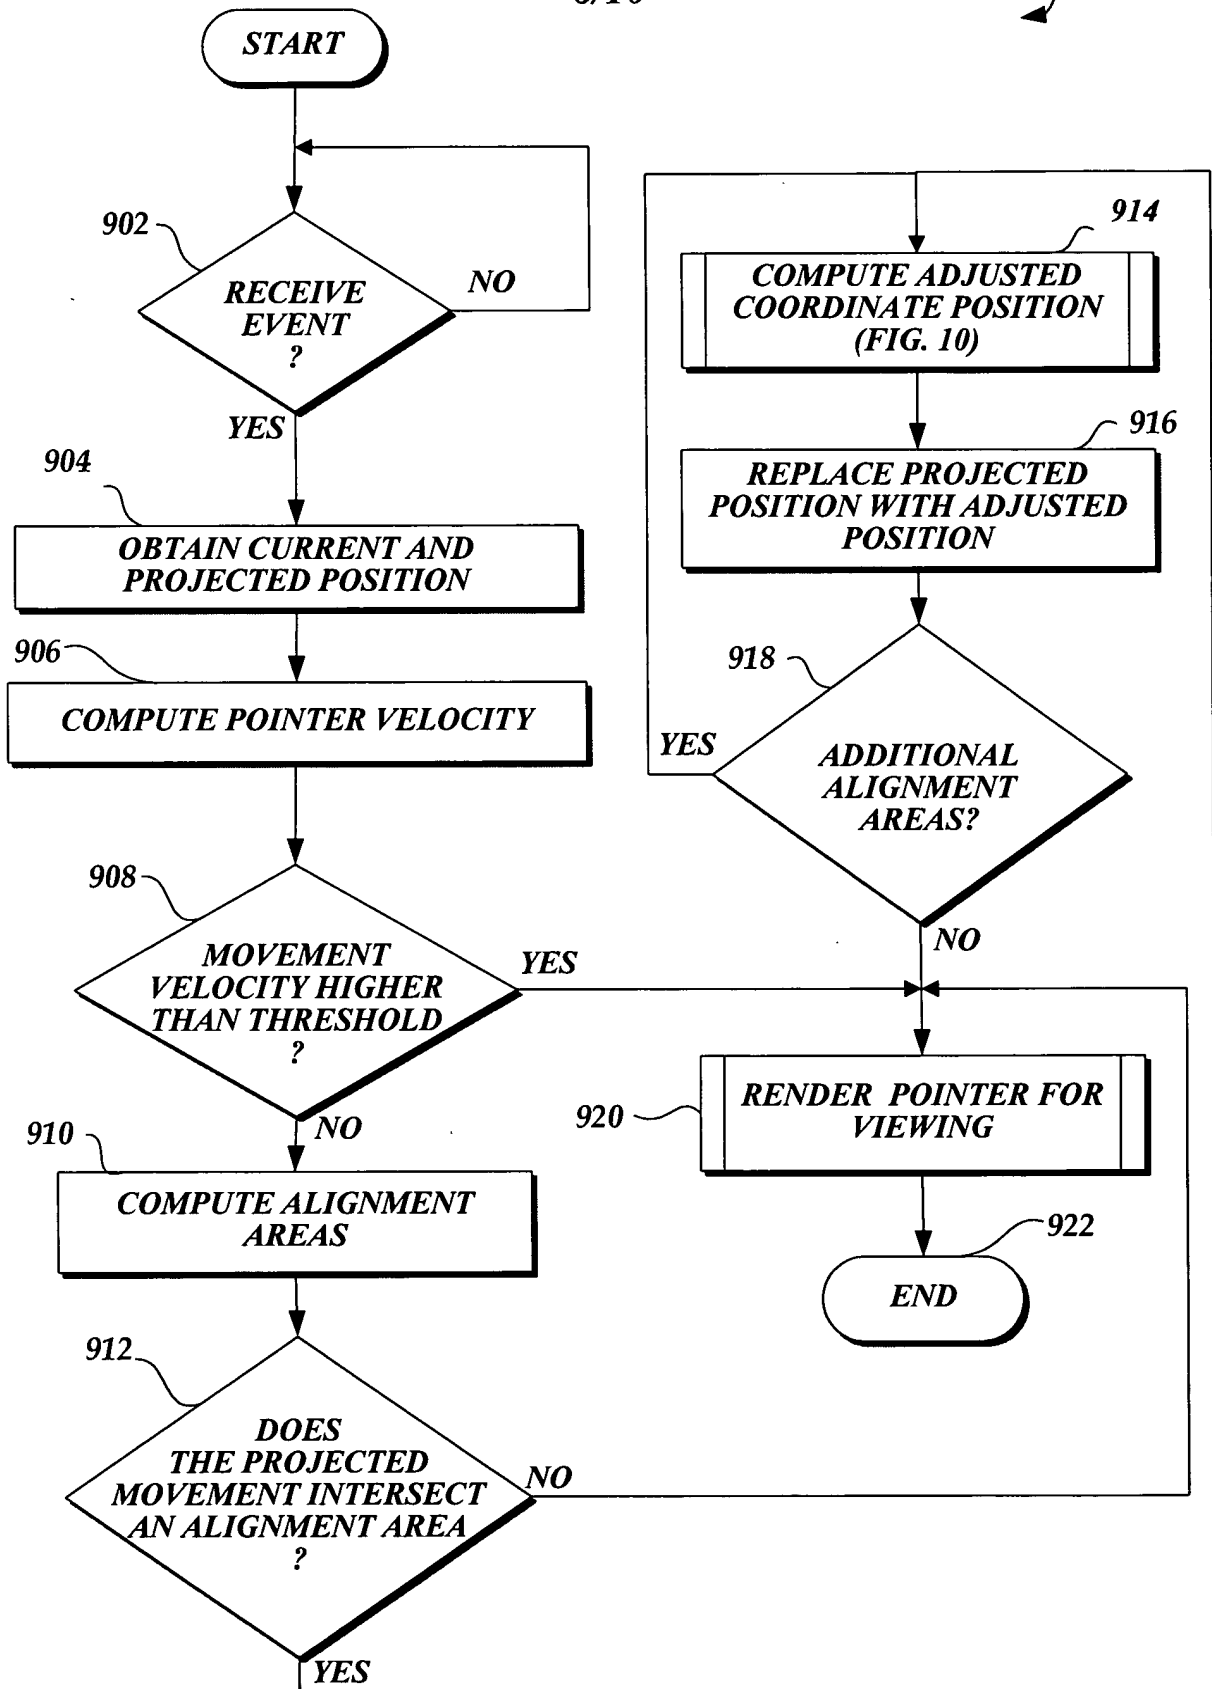 START
902
RECEIVE
EVENT
?
NO
YES
904
OBTAIN CURRENT AND
PROJECTED POSITION
906
COMPUTE POINTER VELOCITY
908
MOVEMENT
VELOCITY HIGHER
THAN THRESHOLD
?
YES
NO
910
COMPUTE ALIGNMENT
AREAS
912
DOES
THE PROJECTED
MOVEMENT INTERSECT
AN ALIGNMENT AREA
?
NO
YES
914
COMPUTE ADJUSTED
COORDINATE POSITION
(FIG. 10)
916
REPLACE PROJECTED
POSITION WITH ADJUSTED
POSITION
918
YES
ADDITIONAL
ALIGNMENT
AREAS?
NO
920
RENDER POINTER FOR
VIEWING
922
END